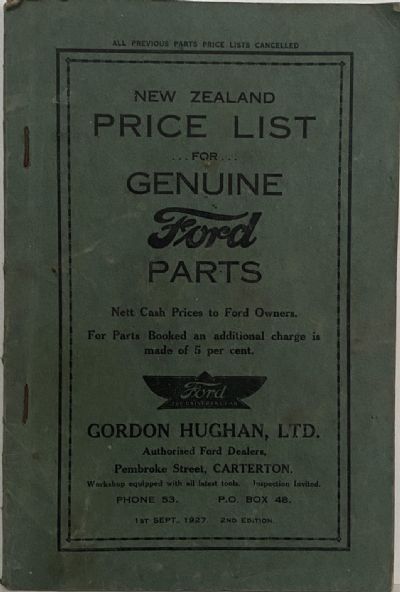 ALL PREVIOUS PARTS PRICE LISTS CANCELLED
NEW ZEALAND
PRICE LIST
...FOR...
GENUINE
Ford
PARTS
Nett Cash Prices to Ford Owners.
For Parts Booked an additional charge is
made of 5 per cent.
Ford
THE UNIVERSAL CAR
GORDON HUGHAN, LTD.
Authorised Ford Dealers,
Pembroke Street, CARTERTON.
Workshop equipped with all latest tools. Inspection Invited.
PHONE 53. P.O. BOX 48.
1ST SEPT., 1927. 2ND EDITION.